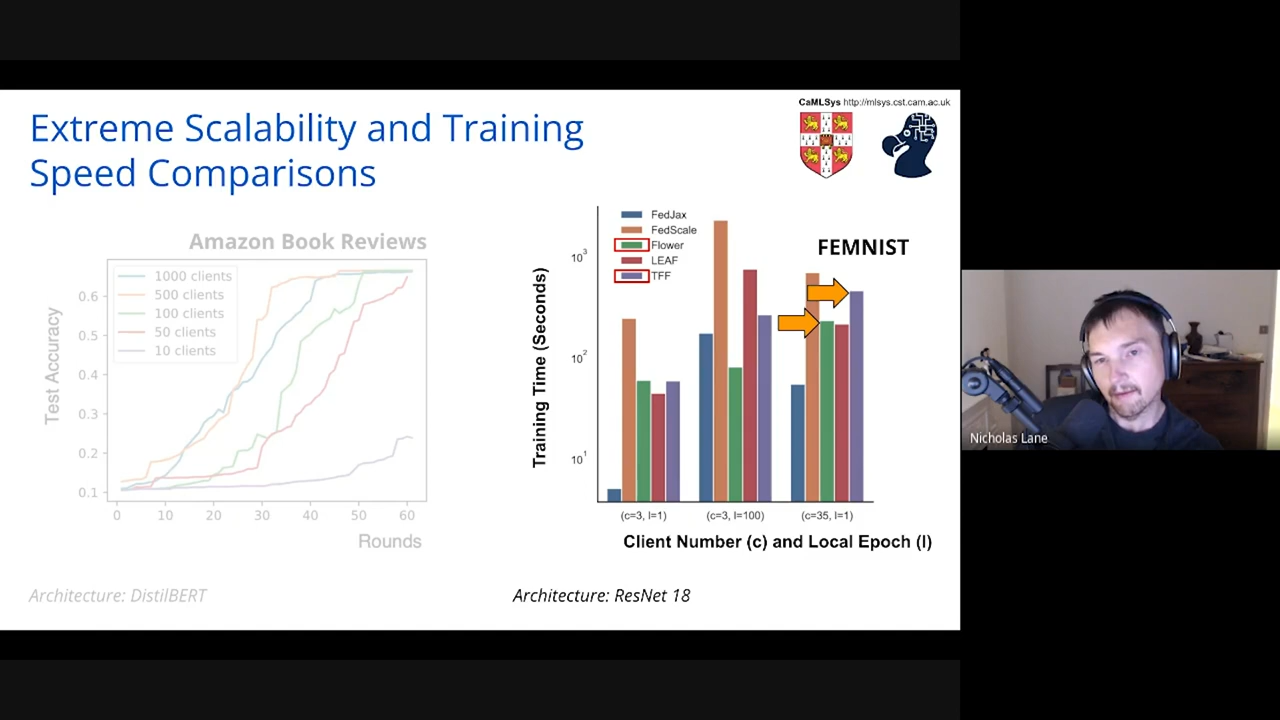 CaMLSys http://mlsys.cst.cam.ac.uk
Extreme Scalability and Training
Speed Comparisons
Amazon Book Reviews
1000 clients
500 clients
100 clients
50 clients
10 clients
Test Accuracy
0.6
0.5
0.4
0.3
0.2
0.1
0 10 20 30 40 50 60
Rounds
Architecture: DistilBERT
FedJax
FedScale
Flower
LEAF
TFF
FEMNIST
Training Time (Seconds)
10³
10²
10¹
(c=3, l=1) (c=3, l=100) (c=35, l=1)
Client Number (c) and Local Epoch (l)
Architecture: ResNet 18
Nicholas Lane